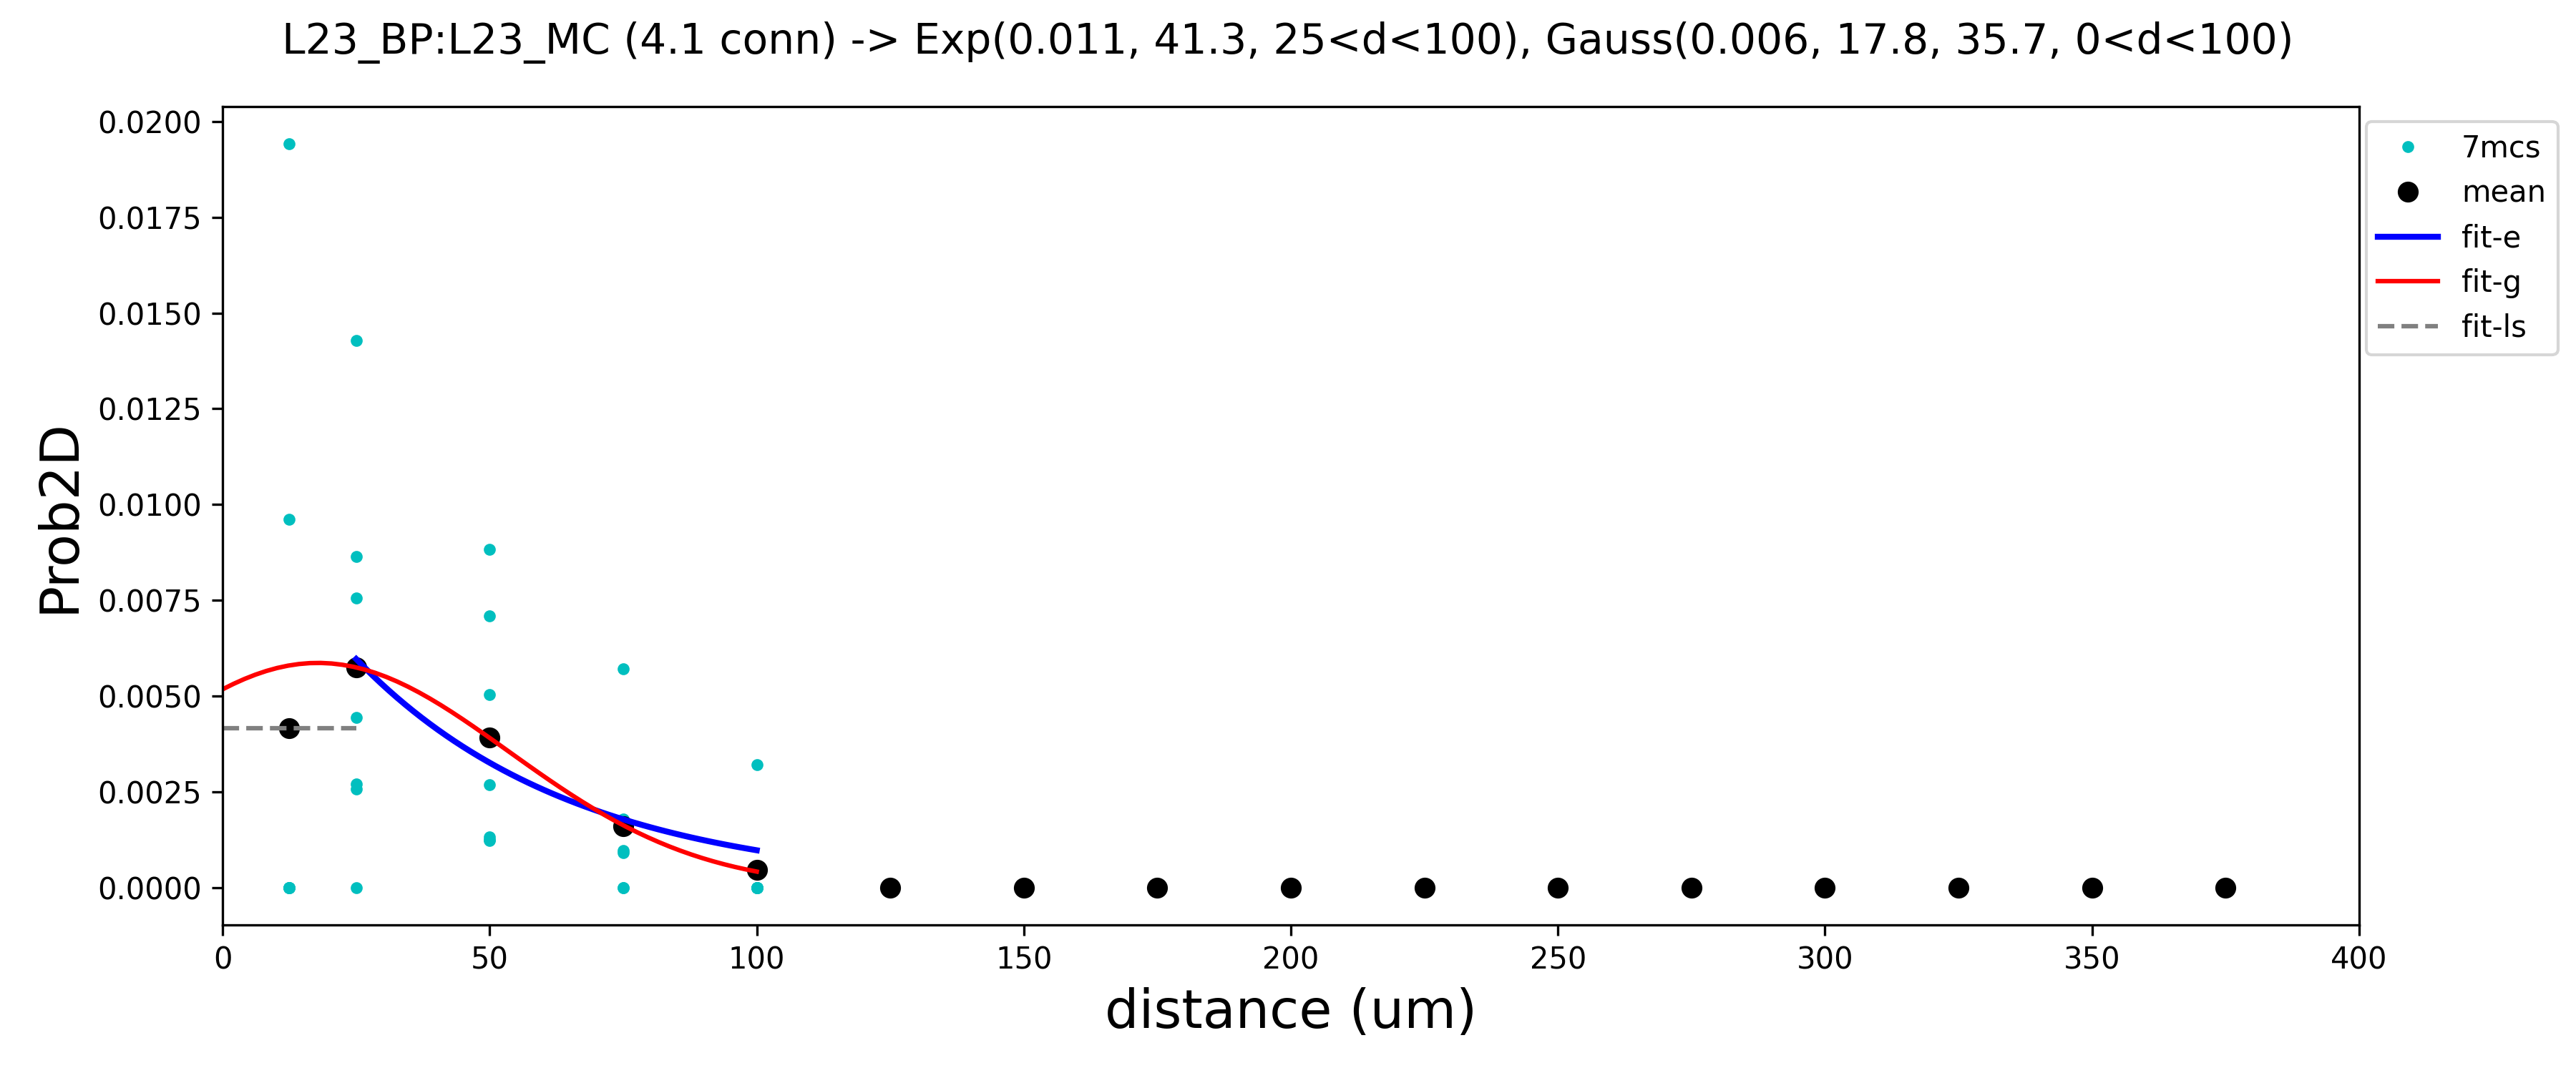 L23_BP:L23_MC (4.1 conn) -> Exp(0.011, 41.3, 25<d<100), Gauss(0.006, 17.8, 35.7, 0<d<100)
0.0200
0.0175
0.0150
0.0125
0.0100
0.0075
0.0050
0.0025
0.0000
Prob2D
0 50 100 150 200 250 300 350 400
distance (um)
7mcs
mean
fit-e
fit-g
fit-ls